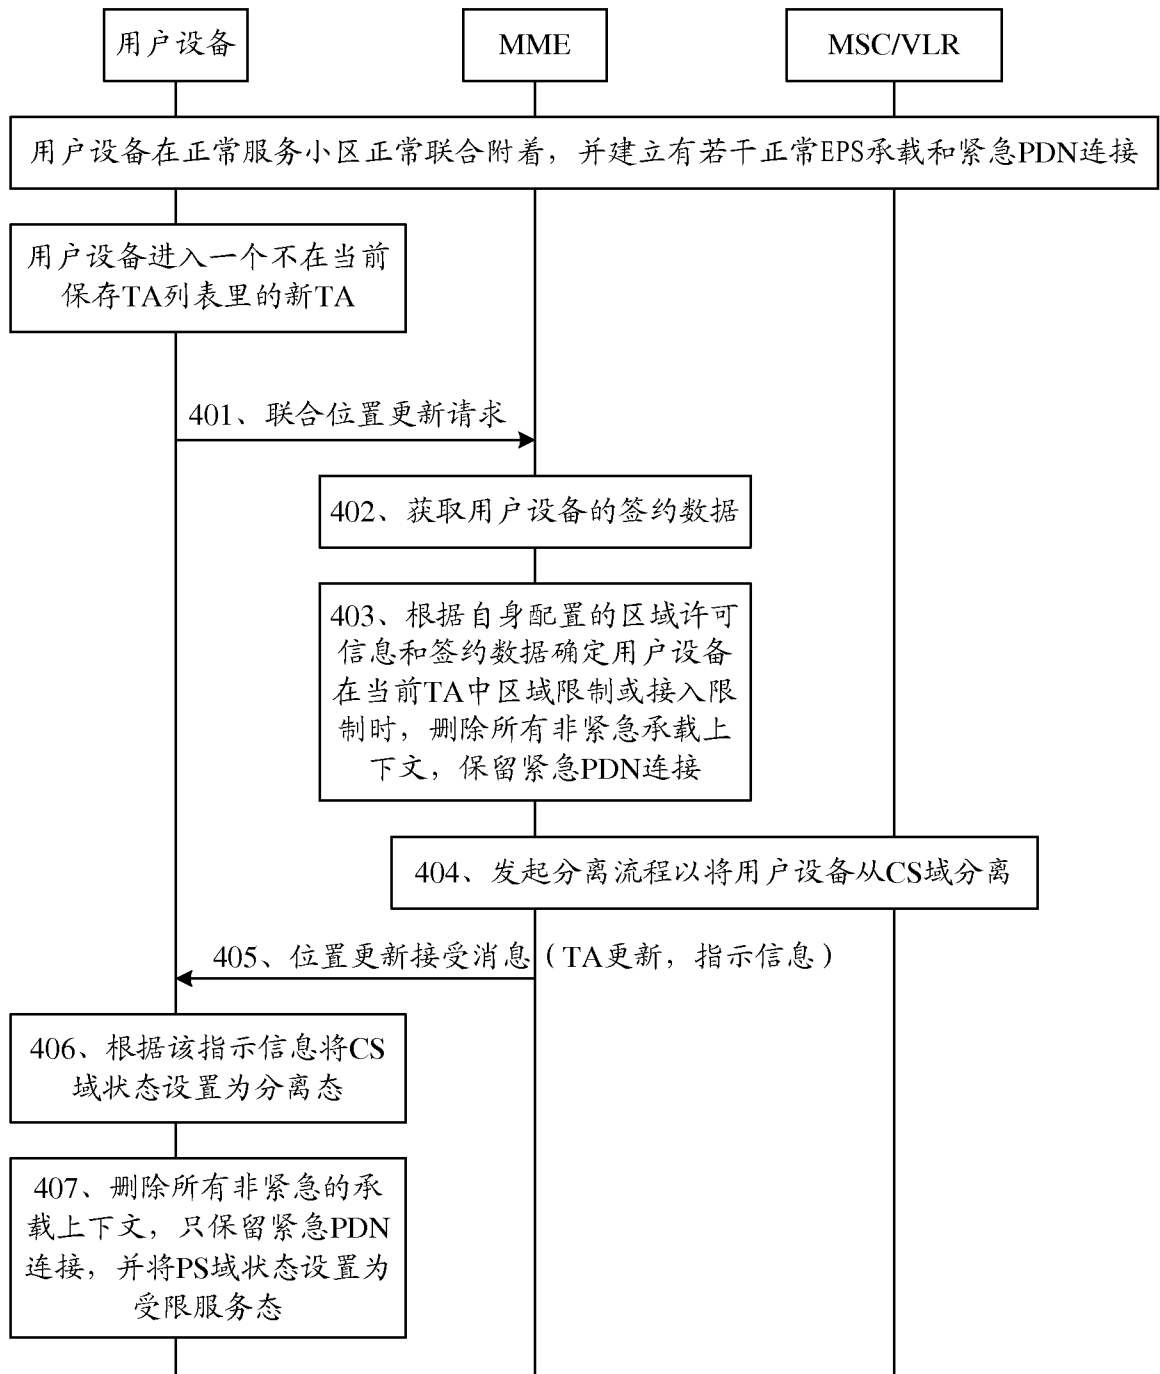 用户设备
MME
MSC/VLR
用户设备在正常服务小区正常联合附着，并建立有若干正常EPS承载和紧急PDN连接
用户设备进入一个不在当前
保存TA列表里的新TA
401、联合位置更新请求
402、获取用户设备的签约数据
403、根据自身配置的区域许可
信息和签约数据确定用户设备
在当前TA中区域限制或接入限
制时，删除所有非紧急承载上
下文，保留紧急PDN连接
404、发起分离流程以将用户设备从CS域分离
405、位置更新接受消息（TA更新，指示信息）
406、根据该指示信息将CS
域状态设置为分离态
407、删除所有非紧急的承
载上下文，只保留紧急PDN
连接，并将PS域状态设置为
受限服务态